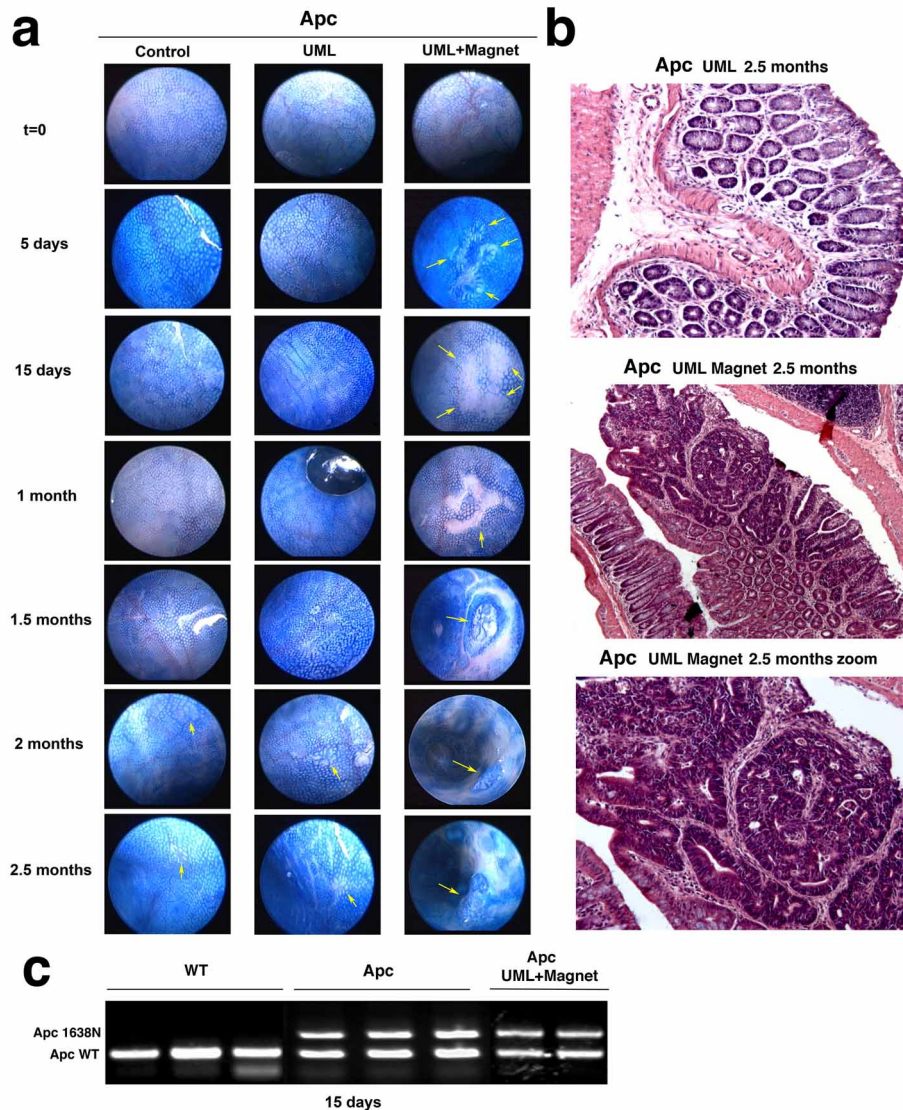 a
Apc
Control UML UML+Magnet
t=0
5 days
15 days
1 month
1.5 months
2 months
2.5 months
b
Apc UML 2.5 months
Apc UML Magnet 2.5 months
Apc UML Magnet 2.5 months zoom
c
WT Apc Apc
UML+Magnet
Apc 1638N
Apc WT
15 days